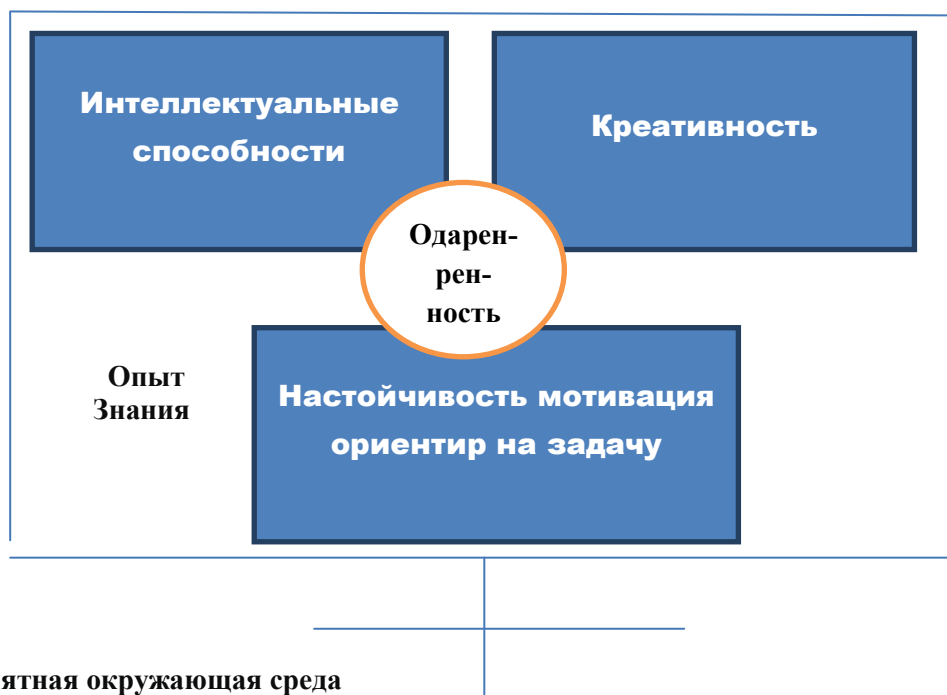 Интеллектуальные
способности
Креативность
Одарен-
рен-
ность
Опыт
Знания
Настойчивость мотивация
ориентир на задачу
ятная окружающая среда